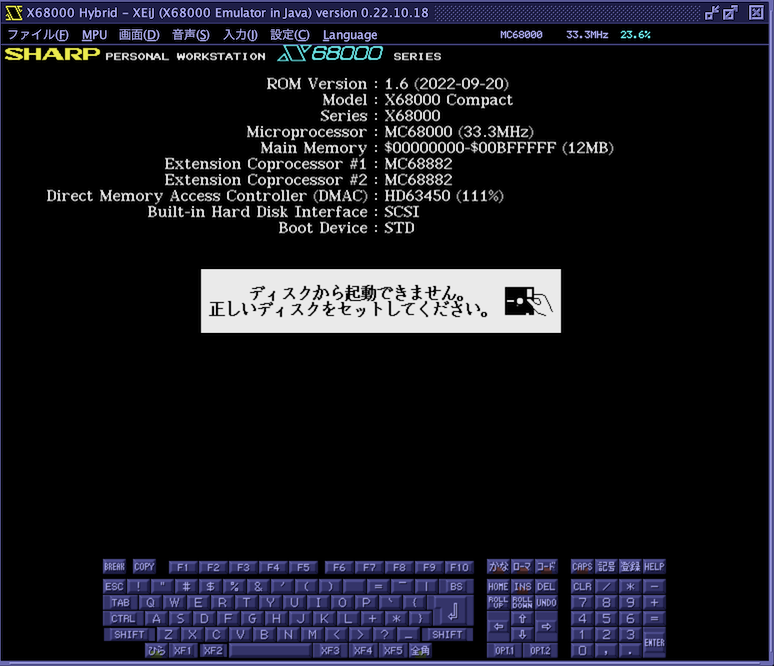 X68000 Hybrid - XEiJ (X68000 Emulator in Java) version 0.22.10.18
ファイル(F) MPU 画面(D) 音声(S) 入力(I) 設定(C) Language MC68000 33.3MHz 23.6%
SHARP PERSONAL WORKSTATION X68000 SERIES
ROM Version : 1.6 (2022-09-20)
Model : X68000 Compact
Series : X68000
Microprocessor : MC68000 (33.3MHz)
Main Memory : $00000000-$00BFFFFF (12MB)
Extension Coprocessor #1 : MC68882
Extension Coprocessor #2 : MC68882
Direct Memory Access Controller (DMAC) : HD63450 (111%)
Built-in Hard Disk Interface : SCSI
Boot Device : STD
ディスクから起動できません。
正しいディスクをセットしてください。
BREAK COPY F1 F2 F3 F4 F5 F6 F7 F8 F9 F10 かな ローマ コード CAPS 記号 登録 HELP
ESC ! " # $ % & ' ( ) = ¯ | BS HOME INS DEL CLR / * -
TAB Q W E R T Y U I O P ` { ROLL UP ROLL DOWN UNDO 7 8 9 +
CTRL A S D F G H J K L + * } ⇦ ⇧ ⇨ 4 5 6 =
SHIFT Z X C V B N M < > ? _ SHIFT ⇩ 1 2 3 ENTER
ひら XF1 XF2 XF3 XF4 XF5 全角 OPT.1 OPT.2 0 , .